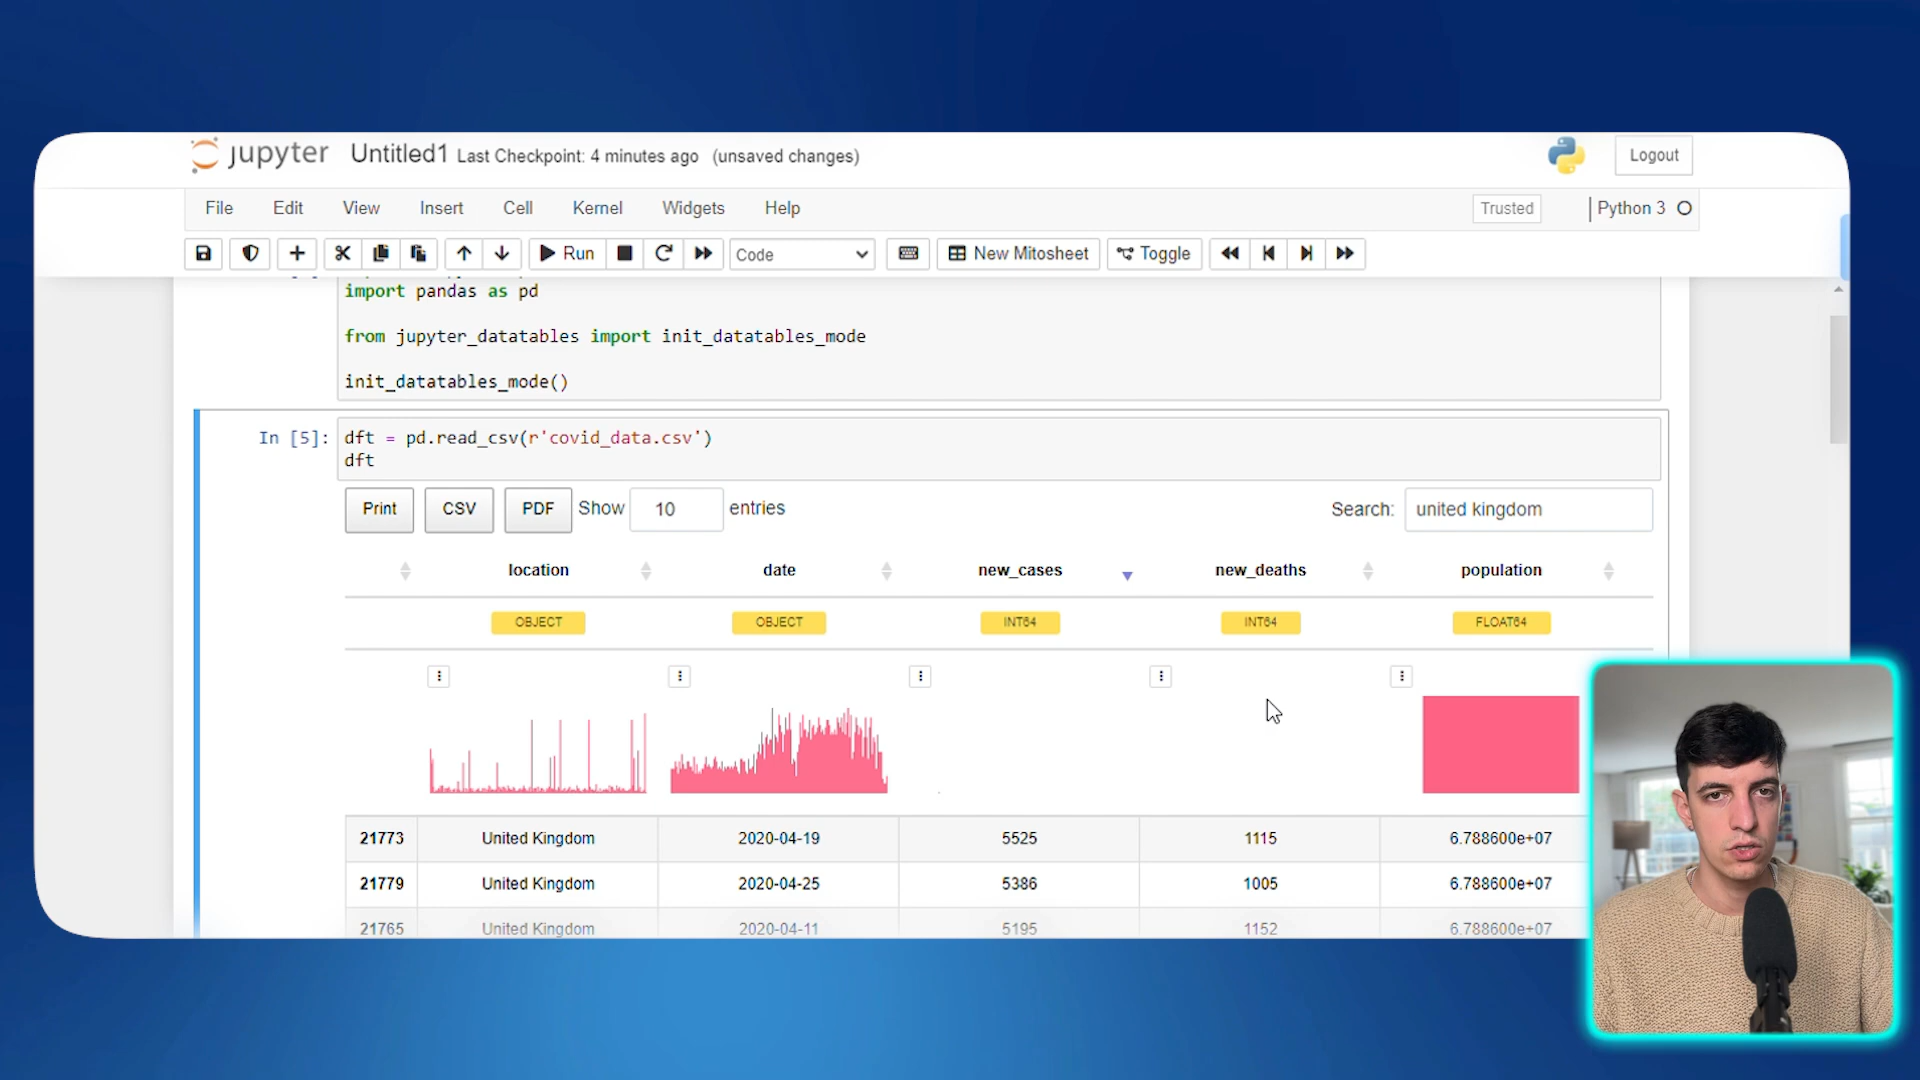 jupyter Untitled1 Last Checkpoint: 4 minutes ago (unsaved changes) Logout
File Edit View Insert Cell Kernel Widgets Help Trusted Python 3
Run Code New Mitosheet Toggle
import pandas as pd
from jupyter_datatables import init_datatables_mode
init_datatables_mode()
In [5]: dft = pd.read_csv(r'covid_data.csv')
dft
Print CSV PDF Show 10 entries Search: united kingdom
location date new_cases new_deaths population
OBJECT OBJECT INT64 INT64 FLOAT64
21773 United Kingdom 2020-04-19 5525 1115 6.788600e+07
21779 United Kingdom 2020-04-25 5386 1005 6.788600e+07
21765 United Kingdom 2020-04-11 5195 1152 6.788600e+07